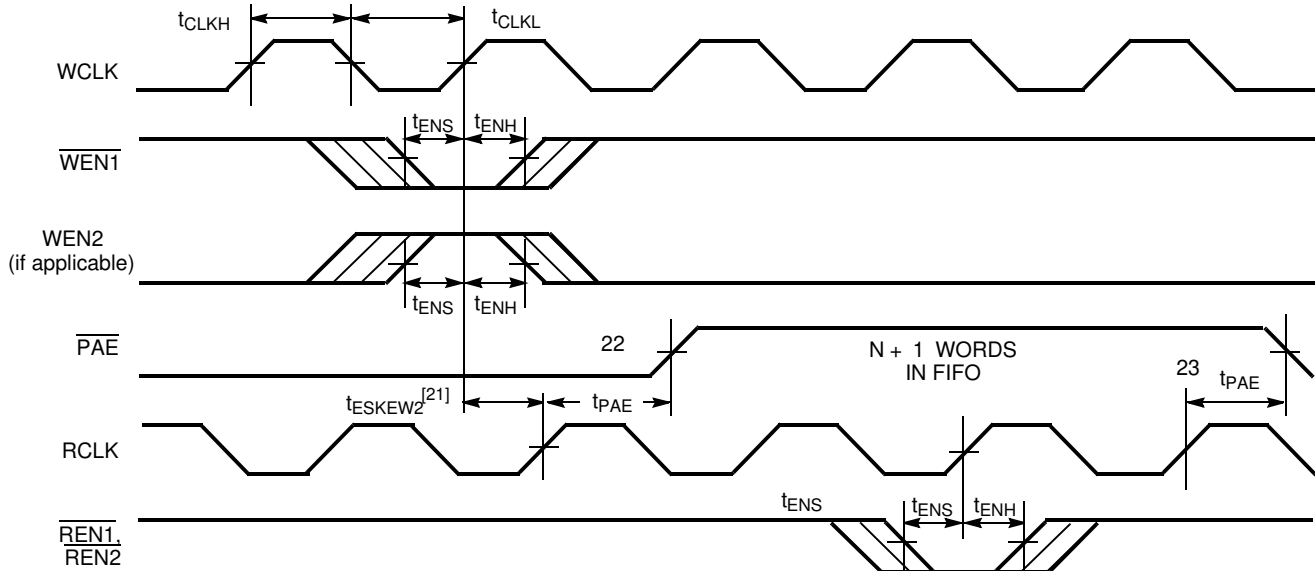 tCLKH tCLKL
WCLK
tENS tENH
WEN1
WEN2
(if applicable)
tENS tENH
PAE
22
N + 1 WORDS
IN FIFO
23
tPAE
tESKEW2[21]
tPAE
RCLK
tENS
tENS tENH
REN1,
REN2